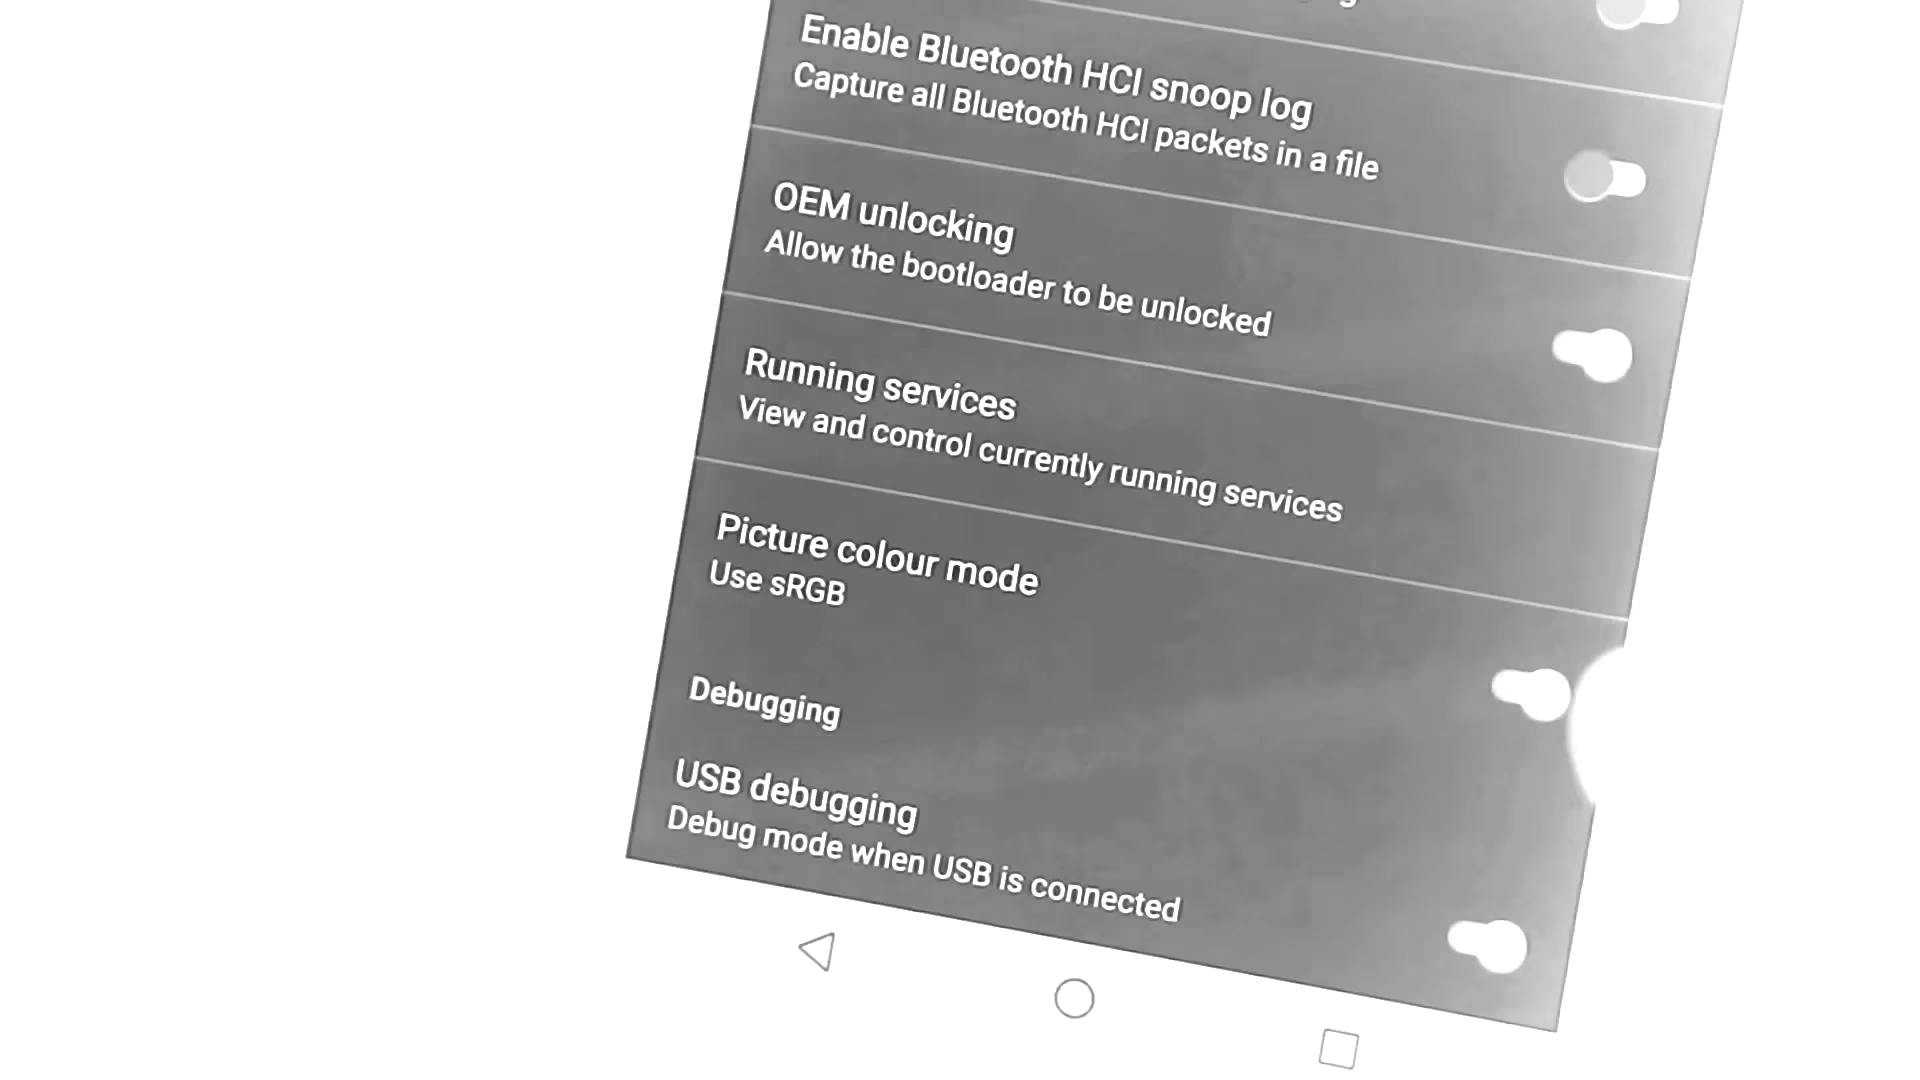 Enable Bluetooth HCI snoop log
Capture all Bluetooth HCI packets in a file
OEM unlocking
Allow the bootloader to be unlocked
Running services
View and control currently running services
Picture colour mode
Use sRGB
Debugging
USB debugging
Debug mode when USB is connected